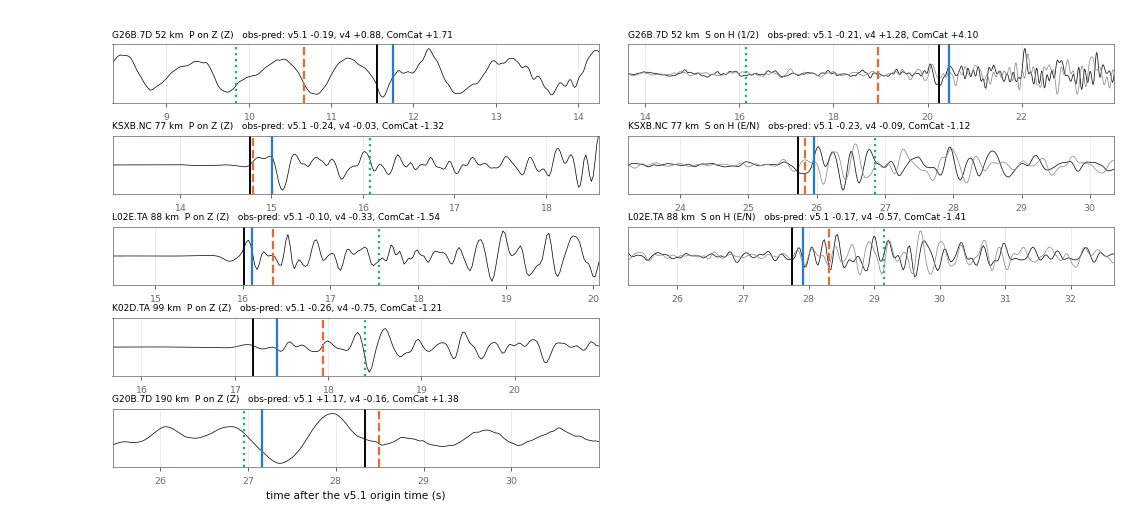 G26B.7D 52 km P on Z (Z) obs-pred: v5.1 -0.19, v4 +0.88, ComCat +1.71
9 10 11 12 13 14
G26B.7D 52 km S on H (1/2) obs-pred: v5.1 -0.21, v4 +1.28, ComCat +4.10
14 16 18 20 22
KSXB.NC 77 km P on Z (Z) obs-pred: v5.1 -0.24, v4 -0.03, ComCat -1.32
14 15 16 17 18
KSXB.NC 77 km S on H (E/N) obs-pred: v5.1 -0.23, v4 -0.09, ComCat -1.12
24 25 26 27 28 29 30
L02E.TA 88 km P on Z (Z) obs-pred: v5.1 -0.10, v4 -0.33, ComCat -1.54
15 16 17 18 19 20
L02E.TA 88 km S on H (E/N) obs-pred: v5.1 -0.17, v4 -0.57, ComCat -1.41
26 27 28 29 30 31 32
K02D.TA 99 km P on Z (Z) obs-pred: v5.1 -0.26, v4 -0.75, ComCat -1.21
16 17 18 19 20
G20B.7D 190 km P on Z (Z) obs-pred: v5.1 +1.17, v4 -0.16, ComCat +1.38
26 27 28 29 30
time after the v5.1 origin time (s)